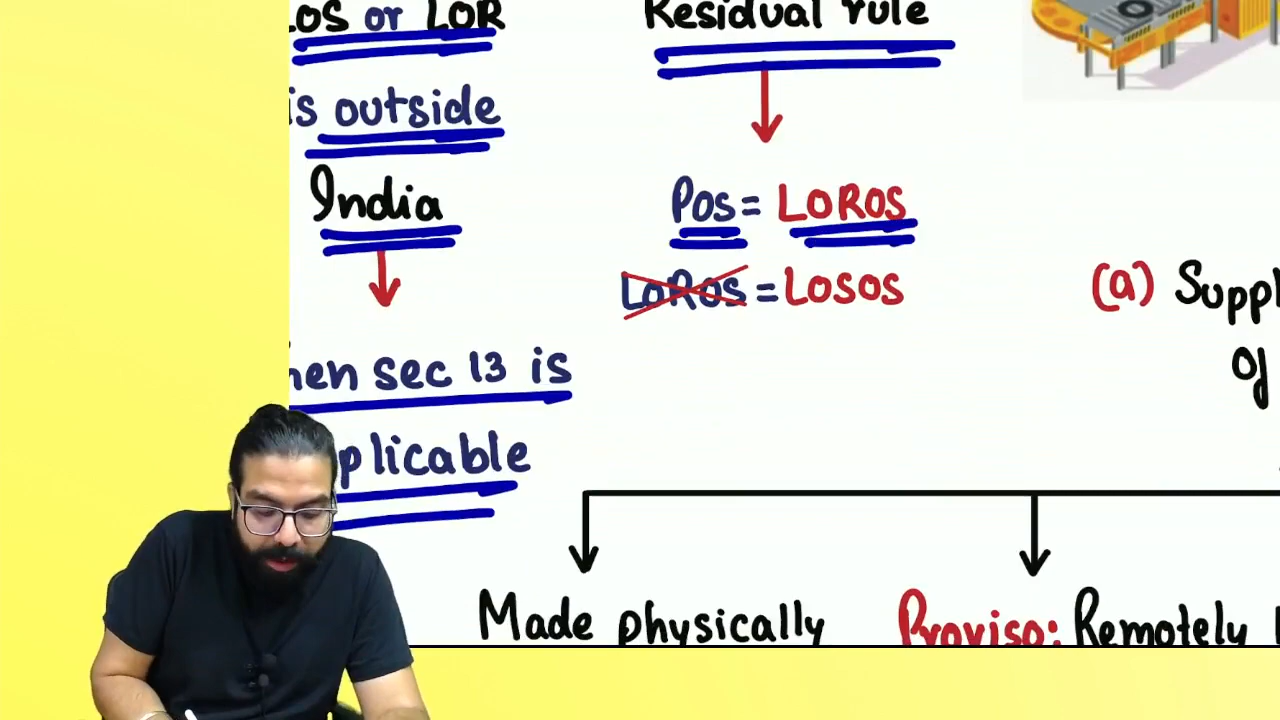 LOS or LOR
is outside
India
hen sec 13 is
plicable
Residual rule
POS = LOROS
LOROS = LOSOS
(a) Suppl
of
Made physically
Proviso: Remotely